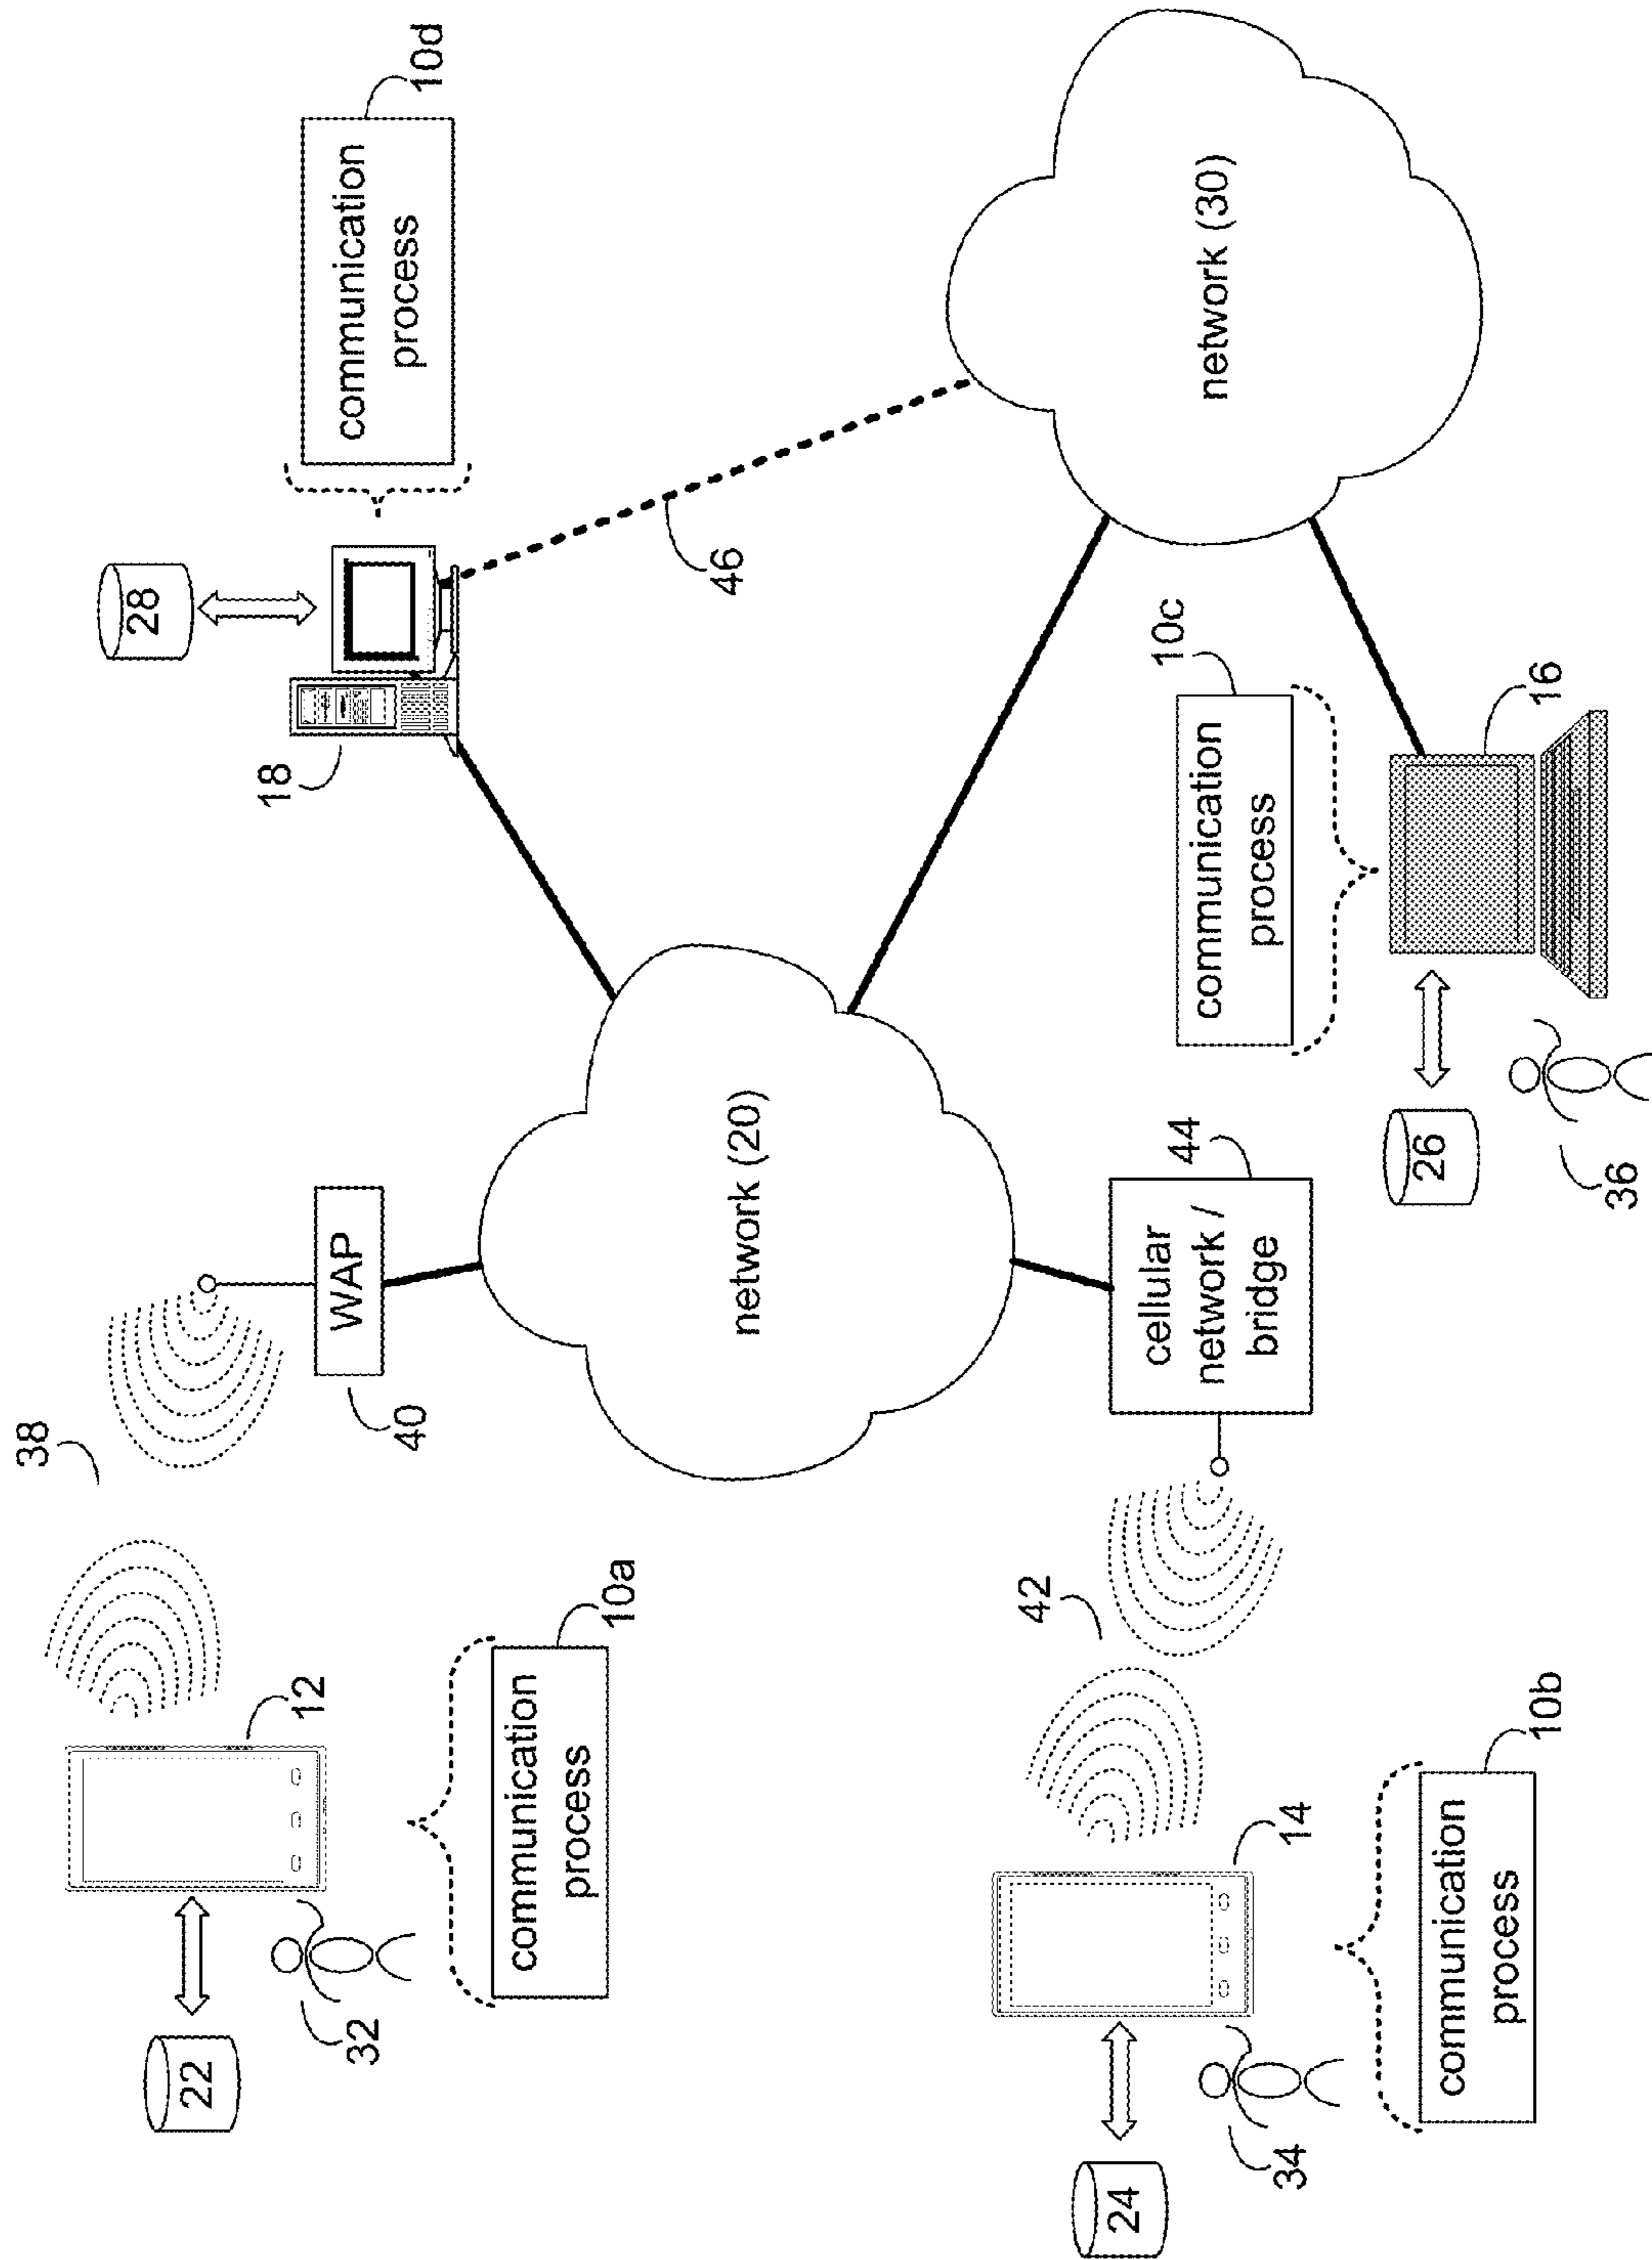 38
28
22
12
18
communication
process
10d
WAP
32
40
communication
process
10a
46
network (20)
42
24
cellular
network /
bridge
44
10c
communication
process
network (30)
34
14
26
communication
process
10b
16
36